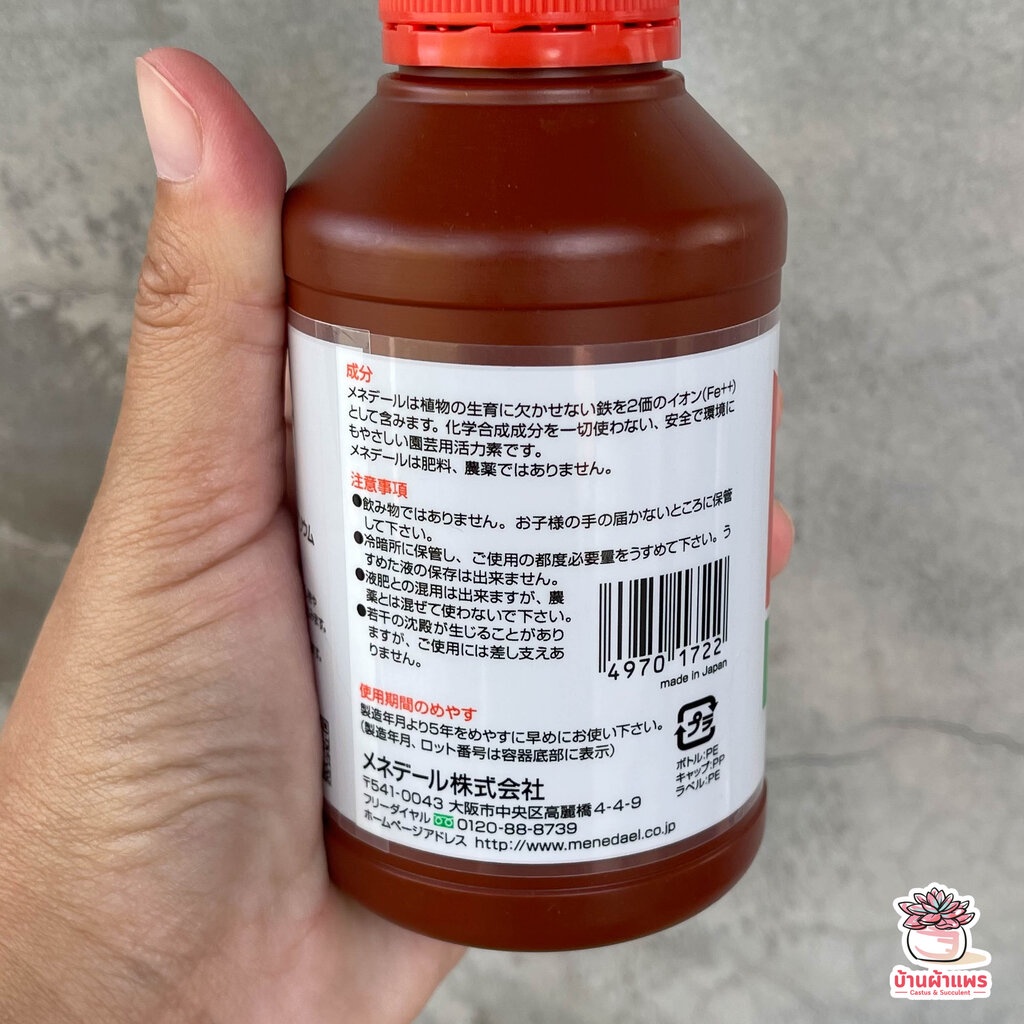 成分
メネデールは植物の生育に欠かせない鉄を2価のイオン(Fe++)
として含みます。化学合成成分を一切使わない、安全で環境に
もやさしい園芸用活力素です。
メネデールは肥料、農薬ではありません。
注意事項
●飲み物ではありません。お子様の手の届かないところに保管
して下さい。
●冷暗所に保管し、ご使用の都度必要量をうすめて下さい。う
すめた液の保存は出来ません。
●液肥との混用は出来ますが、農
薬とは混ぜて使わないで下さい。
●若干の沈殿が生じることがあり
ますが、ご使用には差し支えあ
りません。
4970 1722
made in Japan
使用期間のめやす
製造年月より5年をめやすに早めにお使い下さい。
(製造年月、ロット番号は容器底部に表示)
プラ
ボトル:PE
キャップ:PP
ラベル:PE
メネデール株式会社
〒541-0043 大阪市中央区高麗橋4-4-9
フリーダイヤル 0120-88-8739
ホームページアドレス http://www.menedael.co.jp
บ้านผ้าแพร
Castus & Succulent